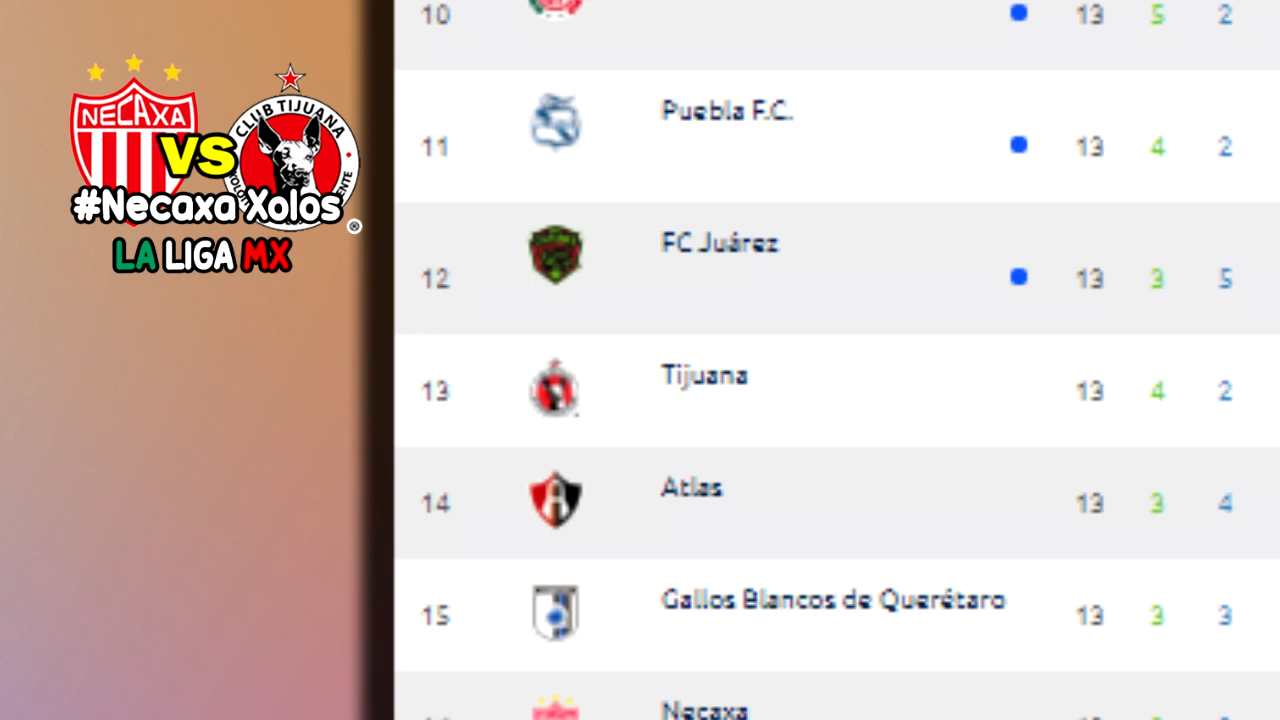 NECAXA
CLUB TIJUANA
VS
#Necaxa Xolos
®
LA LIGA MX
10 13 5 2
11 Puebla F.C. 13 4 2
12 FC Juárez 13 3 5
13 Tijuana 13 4 2
14 Atlas 13 3 4
15 Gallos Blancos de Querétaro 13 3 3
Necaxa